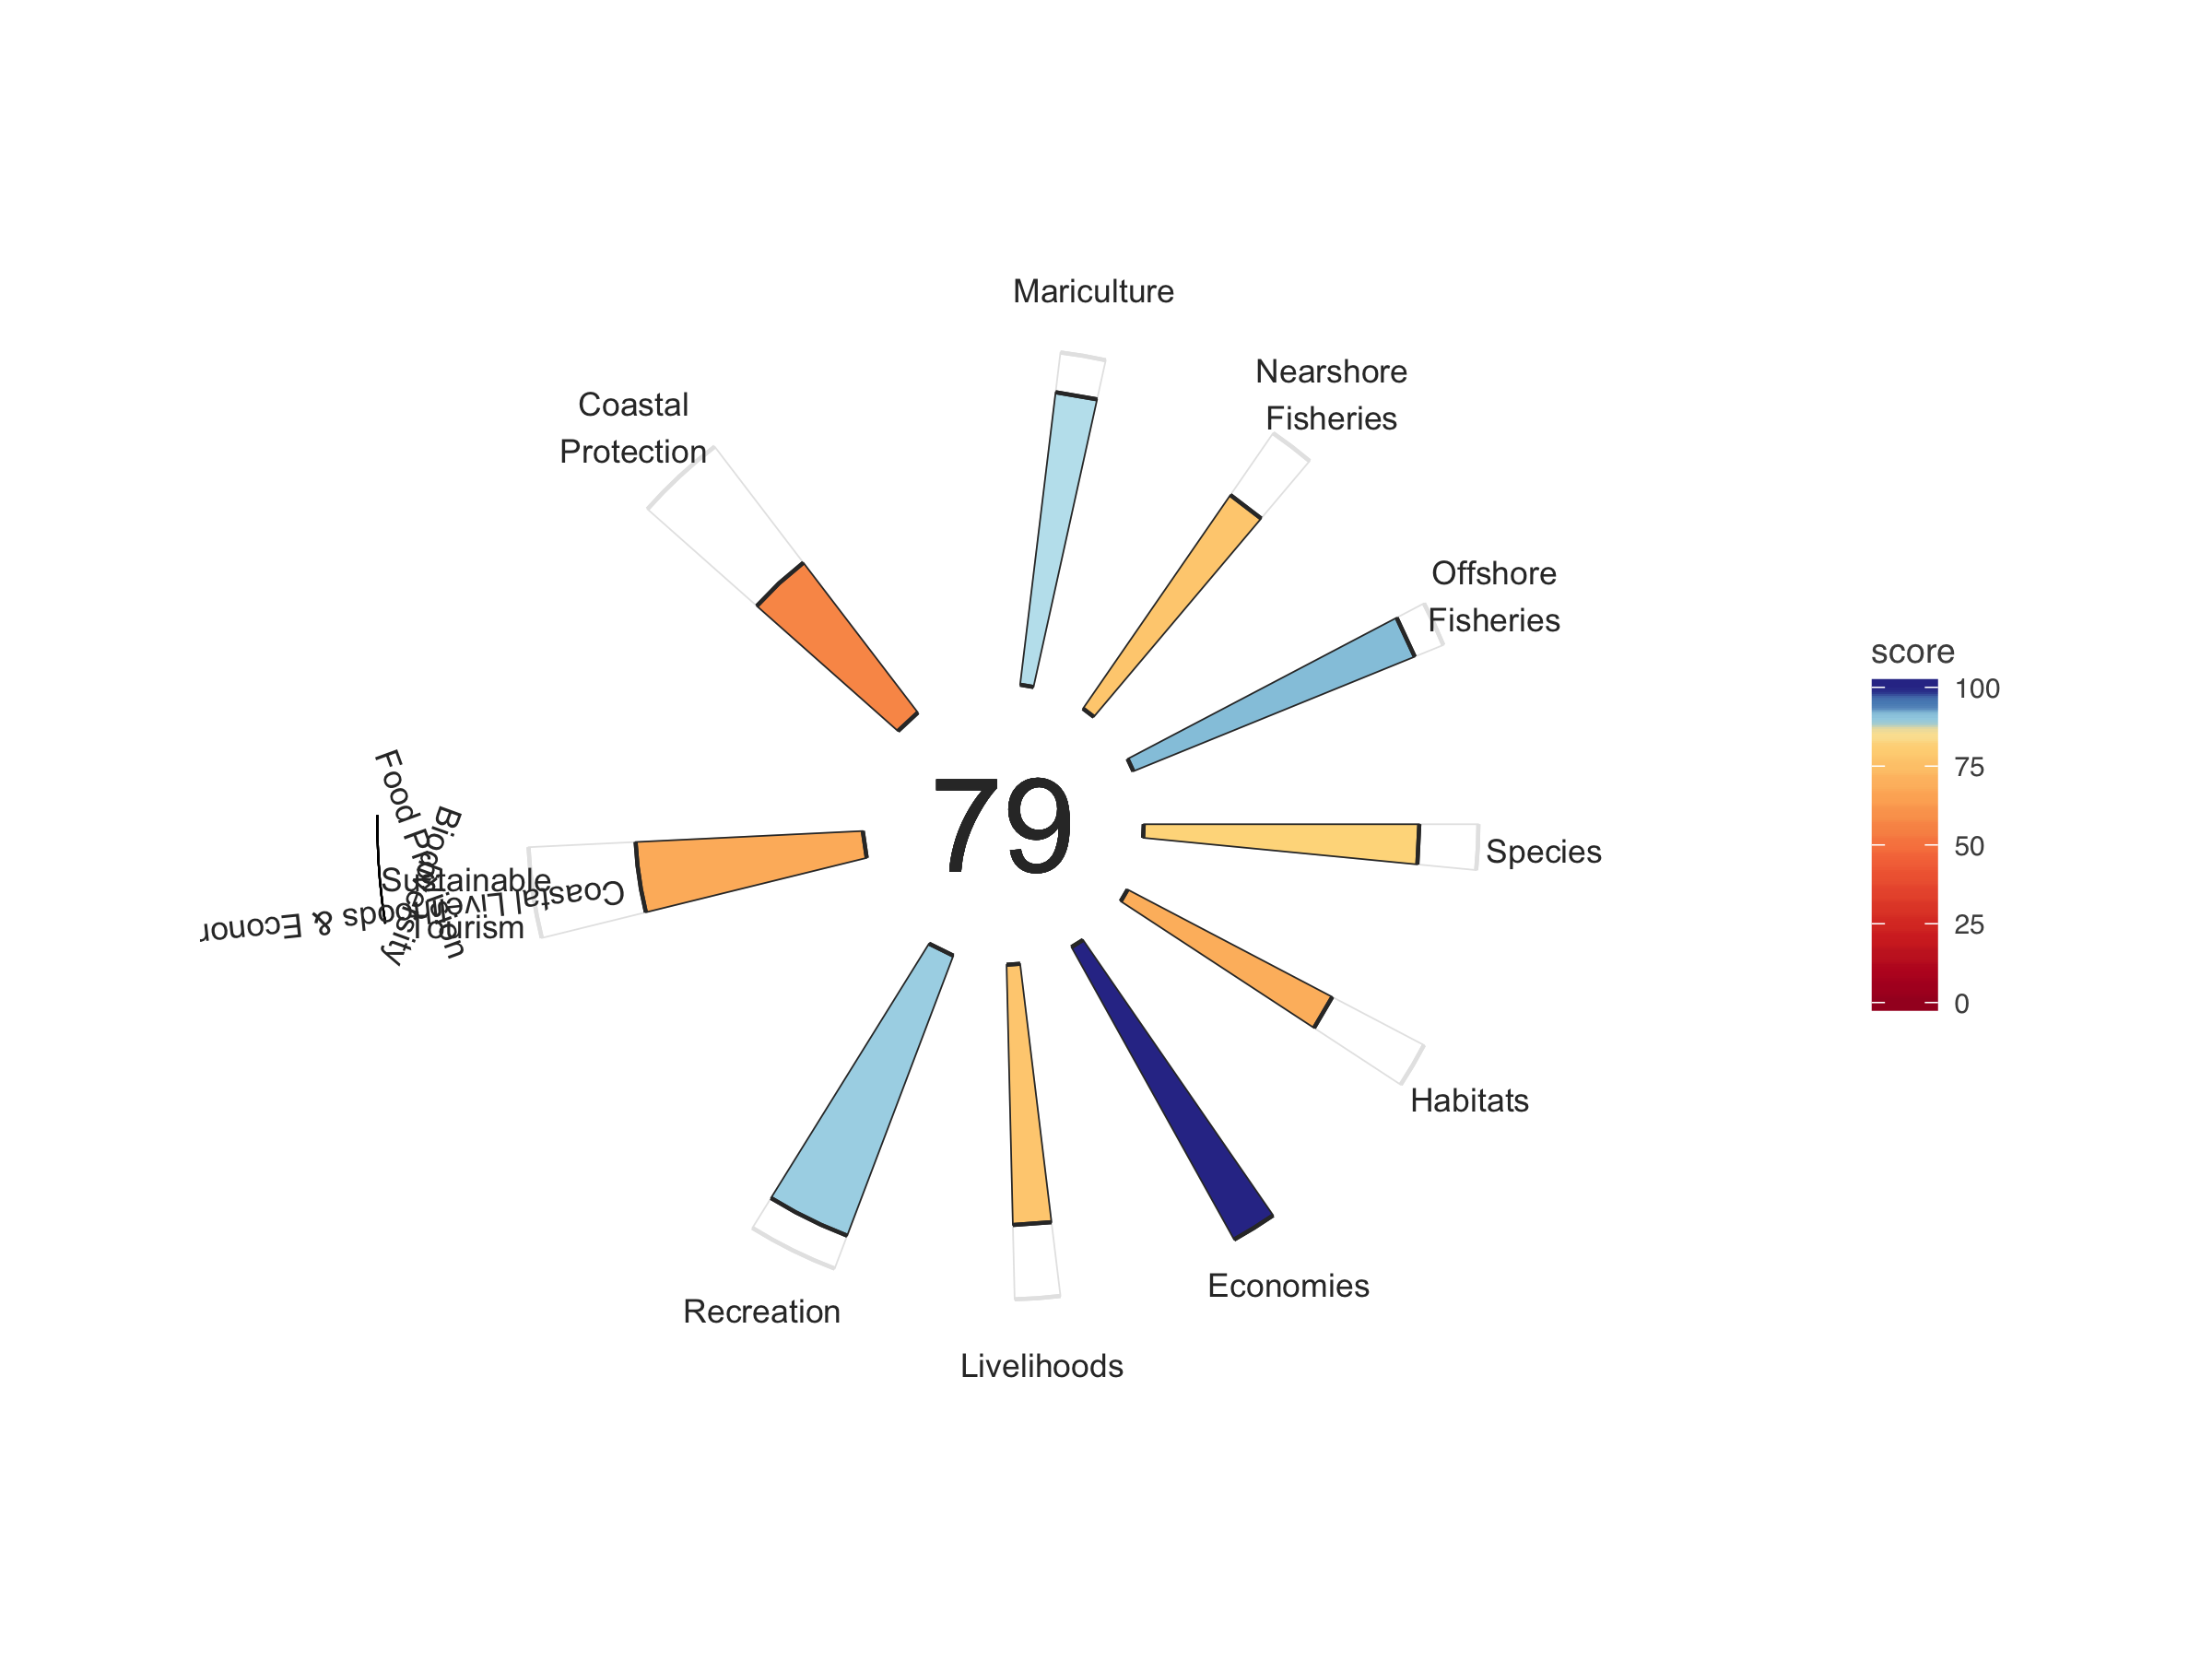 Mariculture
Nearshore
Fisheries
Coastal
Protection
Offshore
Fisheries
score
100
75
50
25
0
79
Species
Food Provision
Biodiversity
Sustainable
Tourism
Coastal Livelihoods & Econor
Habitats
Economies
Recreation
Livelihoods